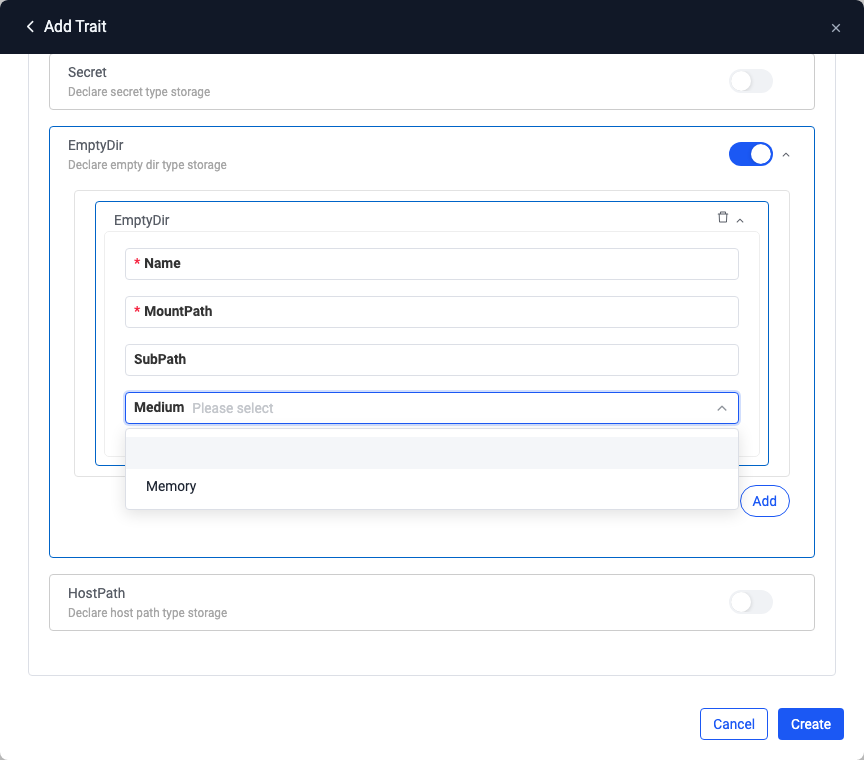 Add Trait
Secret
Declare secret type storage
EmptyDir
Declare empty dir type storage
EmptyDir
* Name
* MountPath
SubPath
Medium Please select
Memory
Add
HostPath
Declare host path type storage
Cancel Create